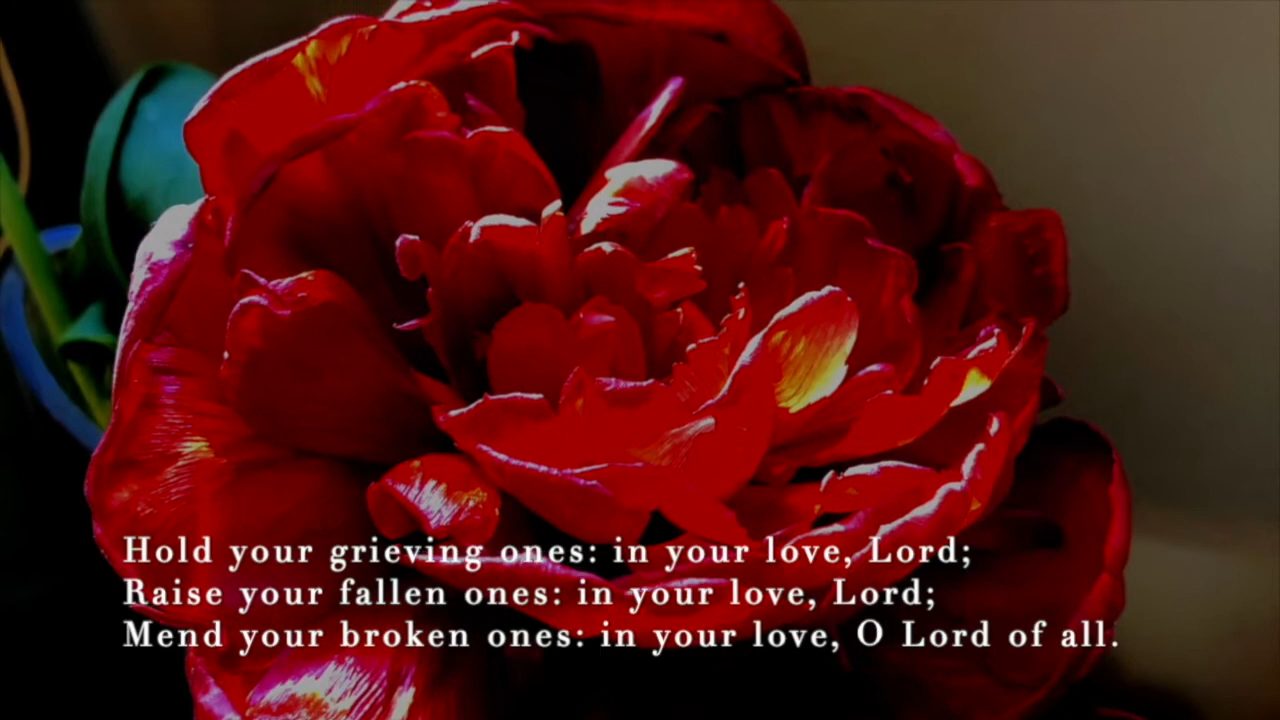 Hold your grieving ones: in your love, Lord;
Raise your fallen ones: in your love, Lord;
Mend your broken ones: in your love, O Lord of all.